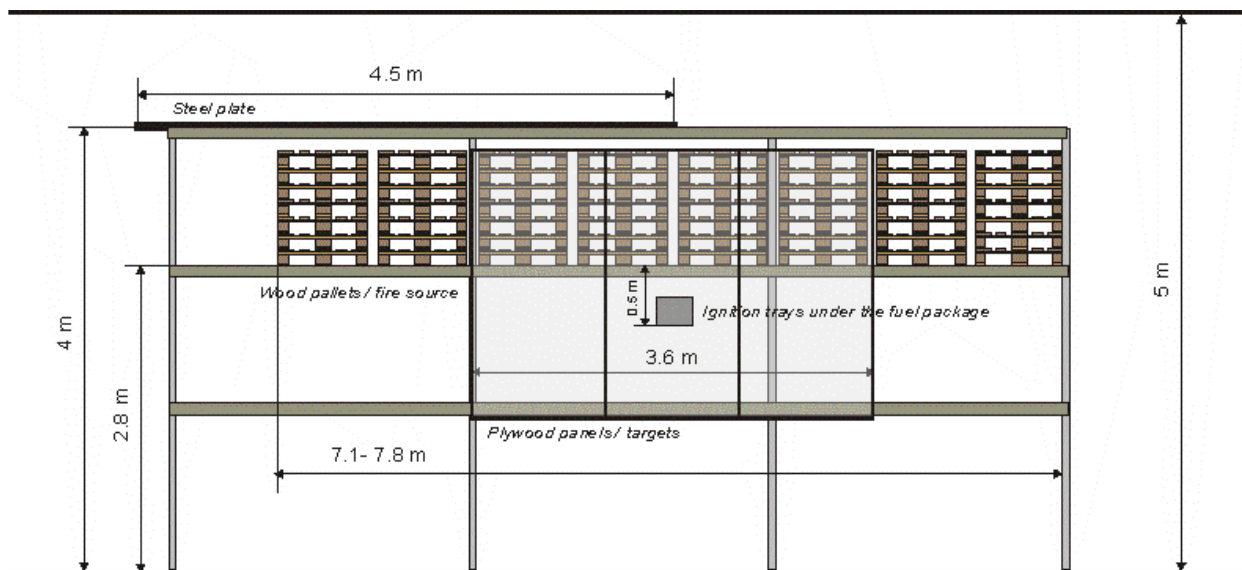 4.5 m
Steel plate
Wood pallets / fire source
0.5 m
Ignition trays under the fuel package
5 m
4 m
3.6 m
2.8 m
Plywood panels / targets
7.1- 7.8 m